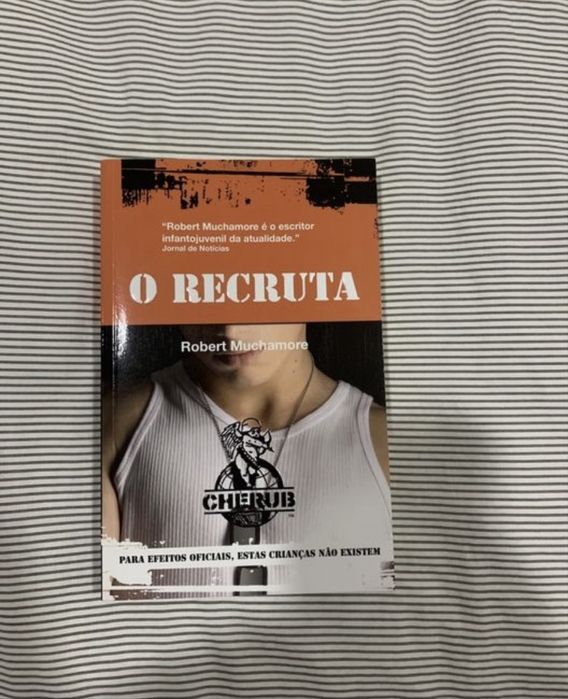 "Robert Muchamore é o escritor
infantojuvenil da atualidade."
Jornal de Notícias
O RECRUTA
Robert Muchamore
CHERUB
PARA EFEITOS OFICIAIS, ESTAS CRIANÇAS NÃO EXISTEM